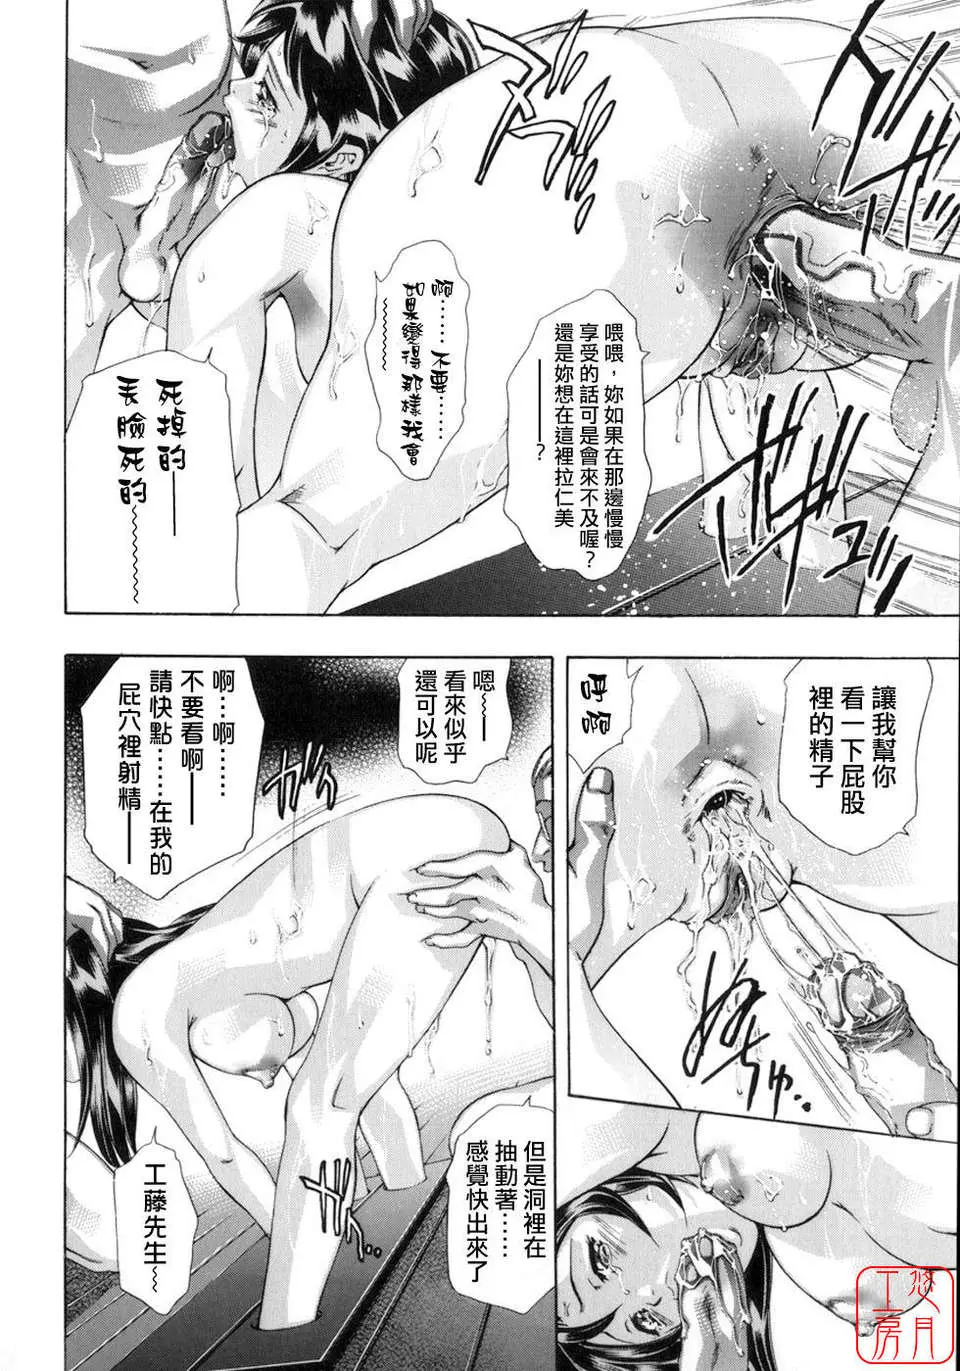 喂喂，妳如果在那邊慢慢
享受的話可是會來不及喔？
還是妳想在這裡拉仁美
——？
啊……不要……
如果變得那樣我會
～～～～
死掉的——
丟臉死的～～～
讓我幫你
看一下屁股
裡的精子
嗯～～
看來似乎
還可以呢
啊…啊……
不要看啊——
請快點……在我的
屁穴裡射精——
但是洞裡在
抽動著……
感覺快出來了
工藤先生～
悠月
工房